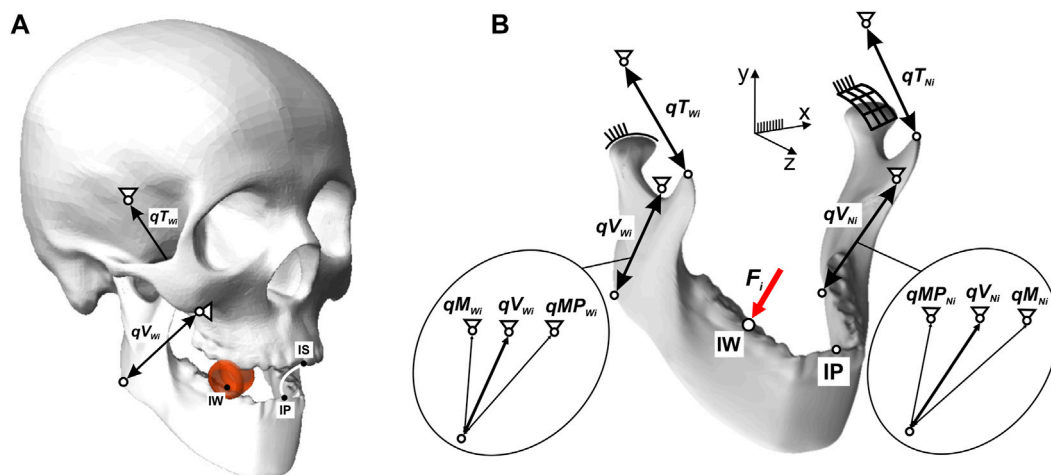 A
qT_Wi
qV_Wi
IW
IS
IP
B
qT_Wi
qV_Wi
y
x
z
qT_Ni
qV_Ni
F_i
IW
IP
qM_Wi qV_Wi qMP_Wi
qMP_Ni qV_Ni qM_Ni